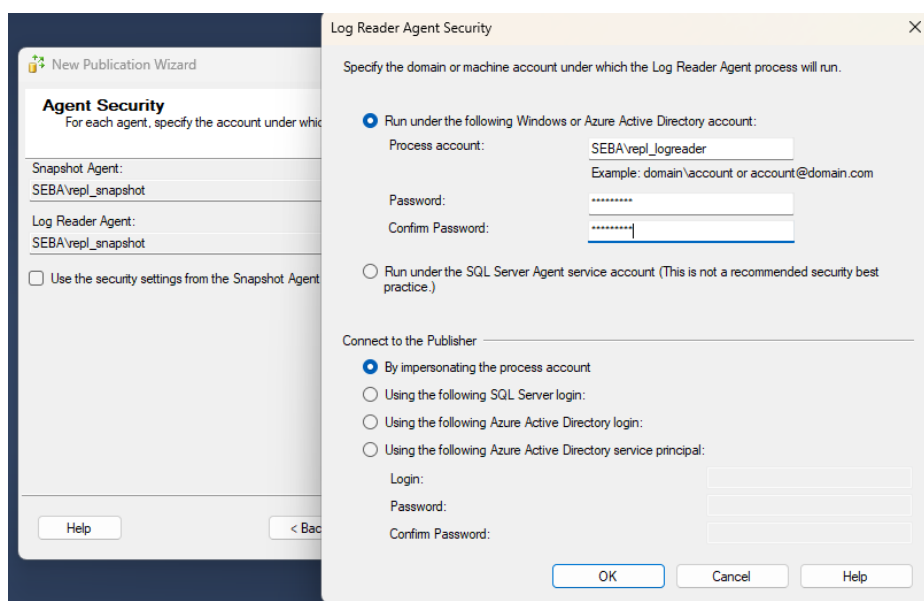 New Publication Wizard
Agent Security
For each agent, specify the account under whic
Snapshot Agent:
SEBA\repl_snapshot
Log Reader Agent:
SEBA\repl_snapshot
Use the security settings from the Snapshot Agent
Help
< Bac
Log Reader Agent Security
Specify the domain or machine account under which the Log Reader Agent process will run.
Run under the following Windows or Azure Active Directory account:
Process account:
SEBA\repl_logreader
Example: domain\account or account@domain.com
Password:
*********
Confirm Password:
*********
Run under the SQL Server Agent service account (This is not a recommended security best
practice.)
Connect to the Publisher
By impersonating the process account
Using the following SQL Server login:
Using the following Azure Active Directory login:
Using the following Azure Active Directory service principal:
Login:
Password:
Confirm Password:
OK
Cancel
Help